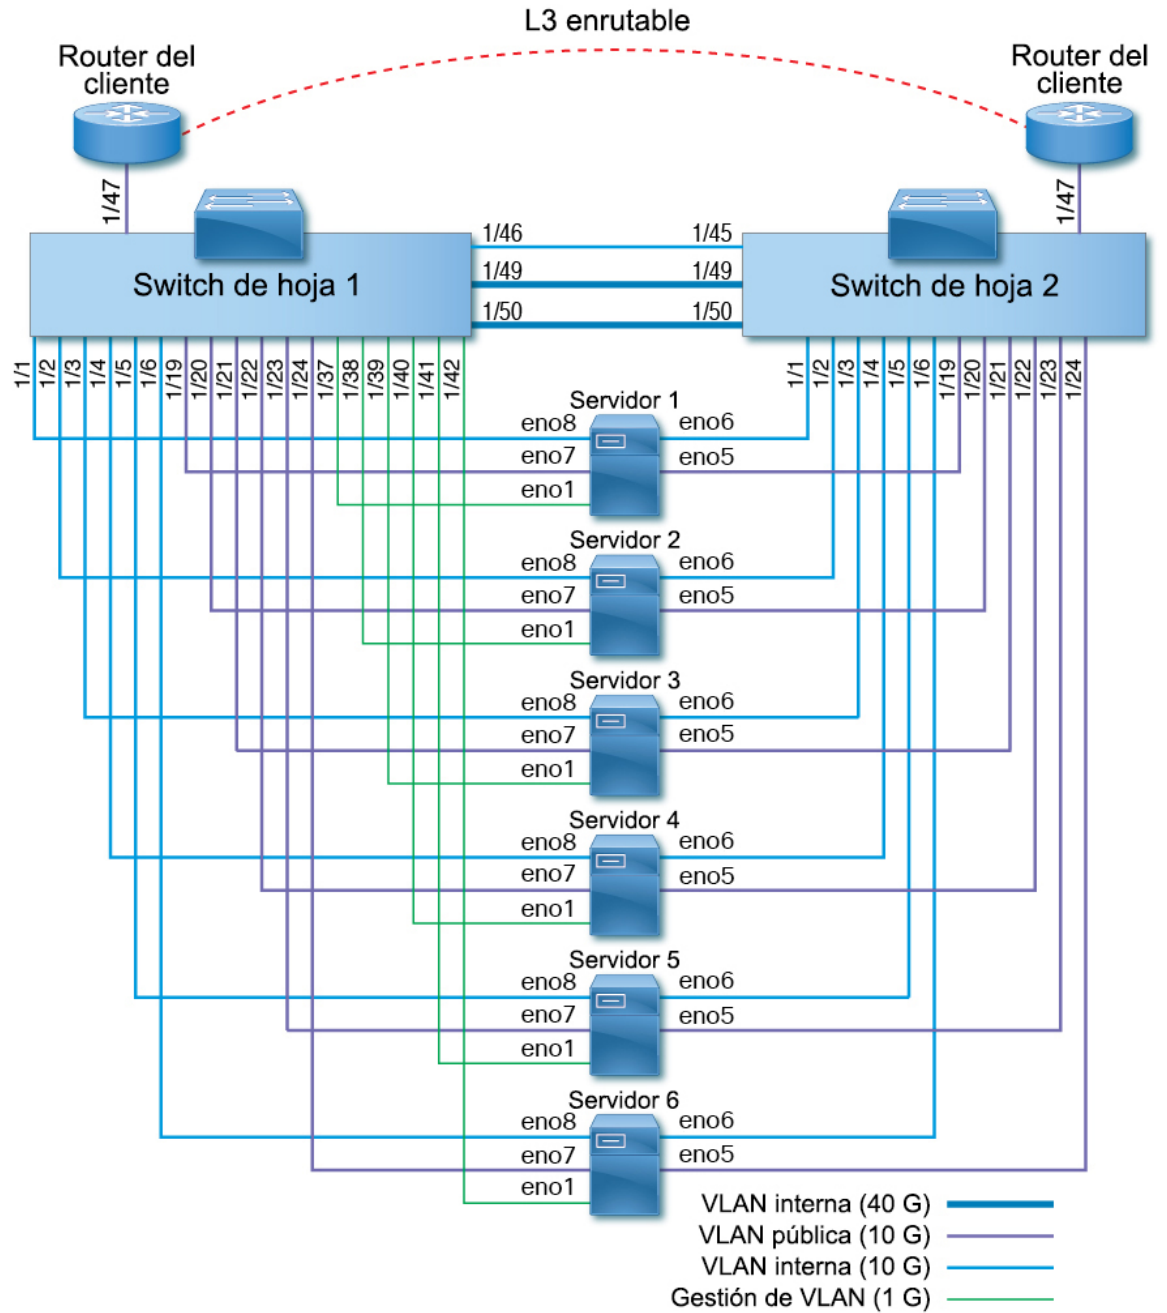 L3 enrutable
Router del
cliente
Router del
cliente
1/47
1/47
1/46
1/45
Switch de hoja 1
1/49
1/49
Switch de hoja 2
1/50
1/50
1/1
1/2
1/3
1/4
1/5
1/6
1/19
1/20
1/21
1/22
1/23
1/24
1/37
1/38
1/39
1/40
1/41
1/42
1/1
1/2
1/3
1/4
1/5
1/6
1/19
1/20
1/21
1/22
1/23
1/24
Servidor 1
eno8
eno6
eno7
eno5
eno1
Servidor 2
eno8
eno6
eno7
eno5
eno1
Servidor 3
eno8
eno6
eno7
eno5
eno1
Servidor 4
eno8
eno6
eno7
eno5
eno1
Servidor 5
eno8
eno6
eno7
eno5
eno1
Servidor 6
eno8
eno6
eno7
eno5
eno1
VLAN interna (40 G)
VLAN pública (10 G)
VLAN interna (10 G)
Gestión de VLAN (1 G)